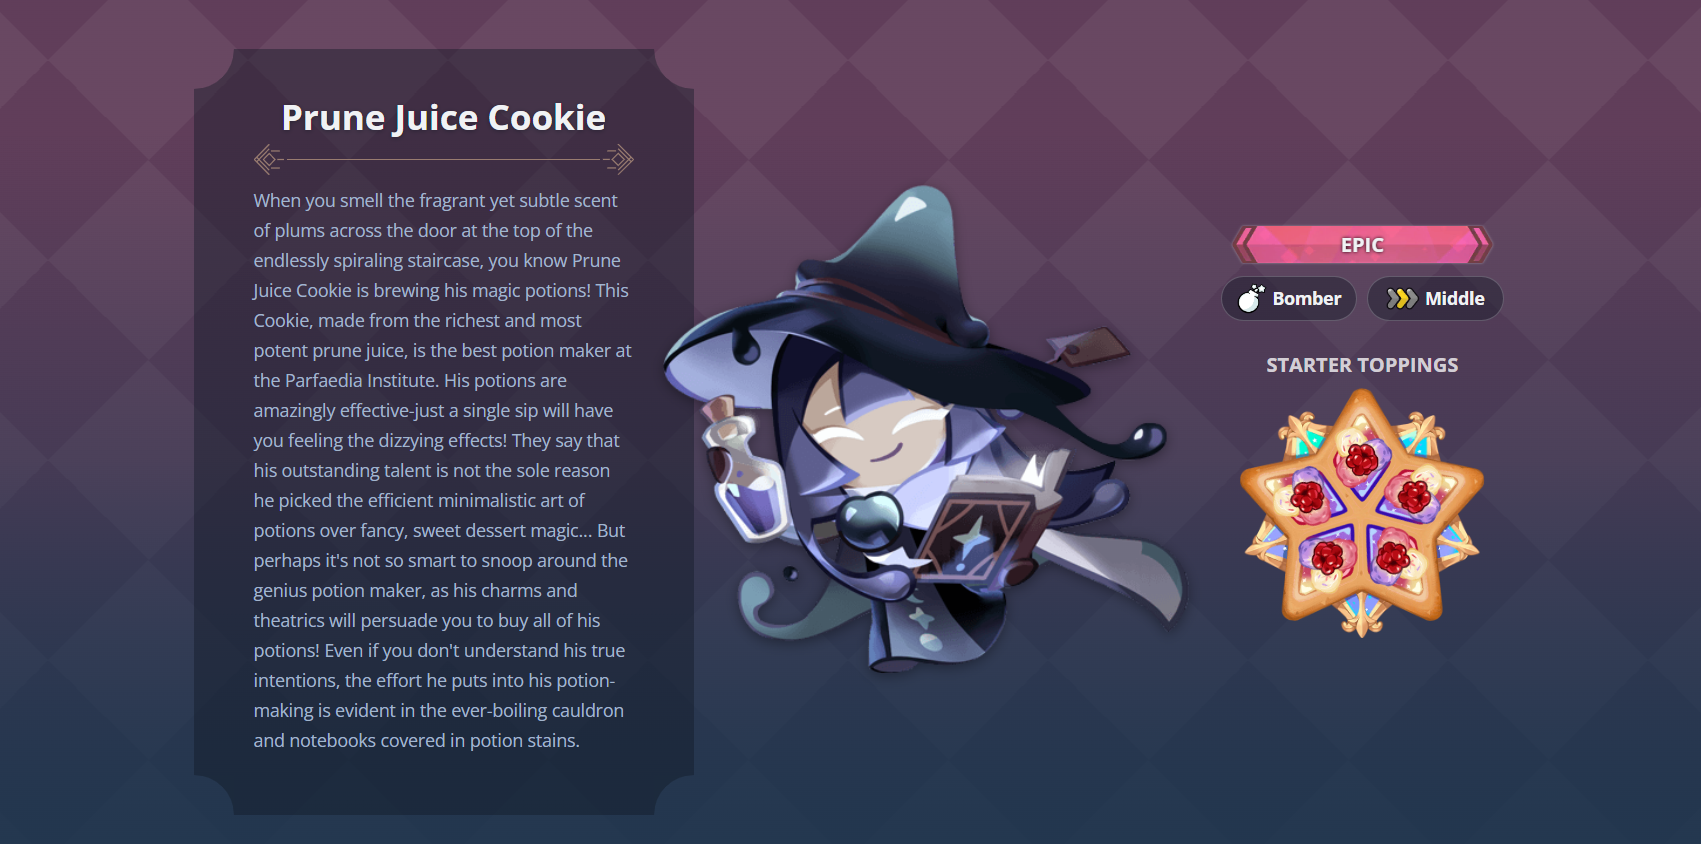 Prune Juice Cookie
When you smell the fragrant yet subtle scent
of plums across the door at the top of the
endlessly spiraling staircase, you know Prune
Juice Cookie is brewing his magic potions! This
Cookie, made from the richest and most
potent prune juice, is the best potion maker at
the Parfaedia Institute. His potions are
amazingly effective-just a single sip will have
you feeling the dizzying effects! They say that
his outstanding talent is not the sole reason
he picked the efficient minimalistic art of
potions over fancy, sweet dessert magic... But
perhaps it's not so smart to snoop around the
genius potion maker, as his charms and
theatrics will persuade you to buy all of his
potions! Even if you don't understand his true
intentions, the effort he puts into his potion-
making is evident in the ever-boiling cauldron
and notebooks covered in potion stains.
EPIC
Bomber
Middle
STARTER TOPPINGS